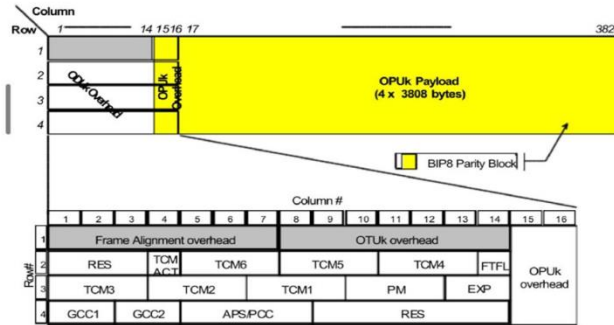 Column
Row 1 14 15 16 17 382
1
OPUk Payload
2
(4 x 3808 bytes)
ODUk Overhead
OPUk Overhead
3
4
BIP8 Parity Block
Column #
1 2 3 4 5 6 7 8 9 10 11 12 13 14 15 16
Row#
1 Frame Alignment overhead OTUk overhead
2 RES TCM ACT TCM6 TCM5 TCM4 FTFL
OPUk overhead
3 TCM3 TCM2 TCM1 PM EXP
4 GCC1 GCC2 APS/PCC RES